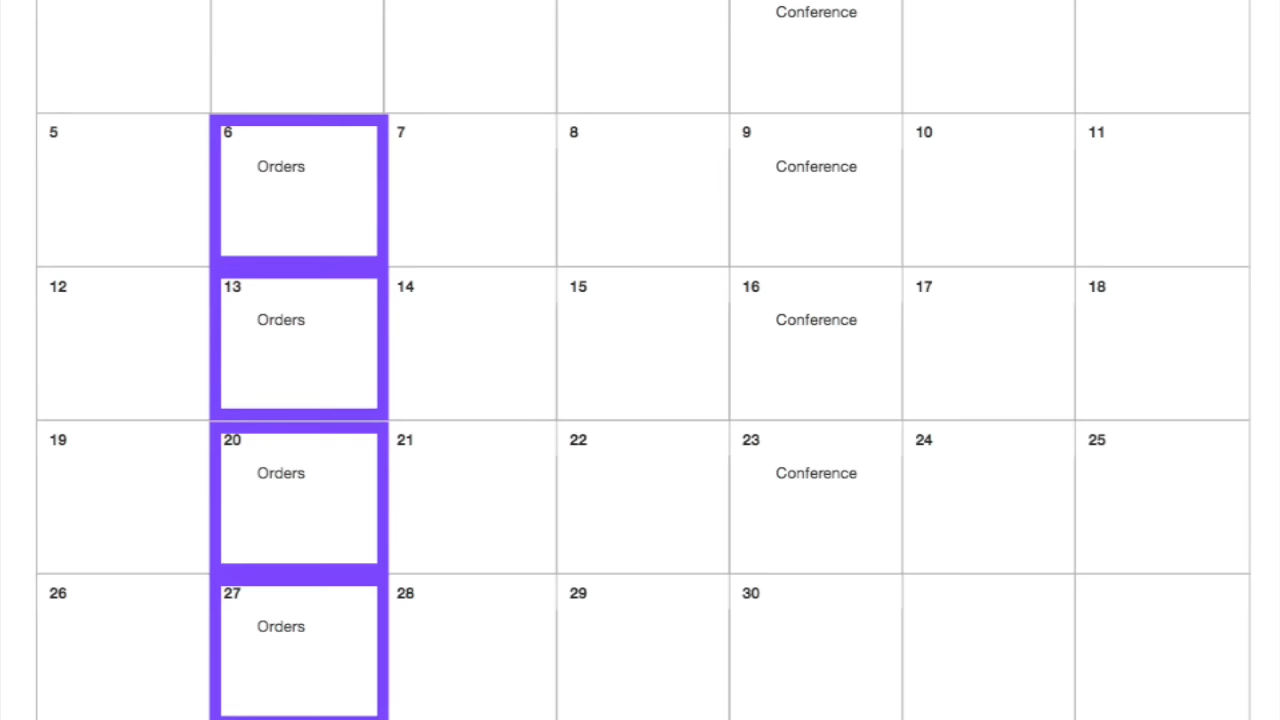 Conference
5 6 7 8 9 10 11
Orders Conference
12 13 14 15 16 17 18
Orders Conference
19 20 21 22 23 24 25
Orders Conference
26 27 28 29 30
Orders